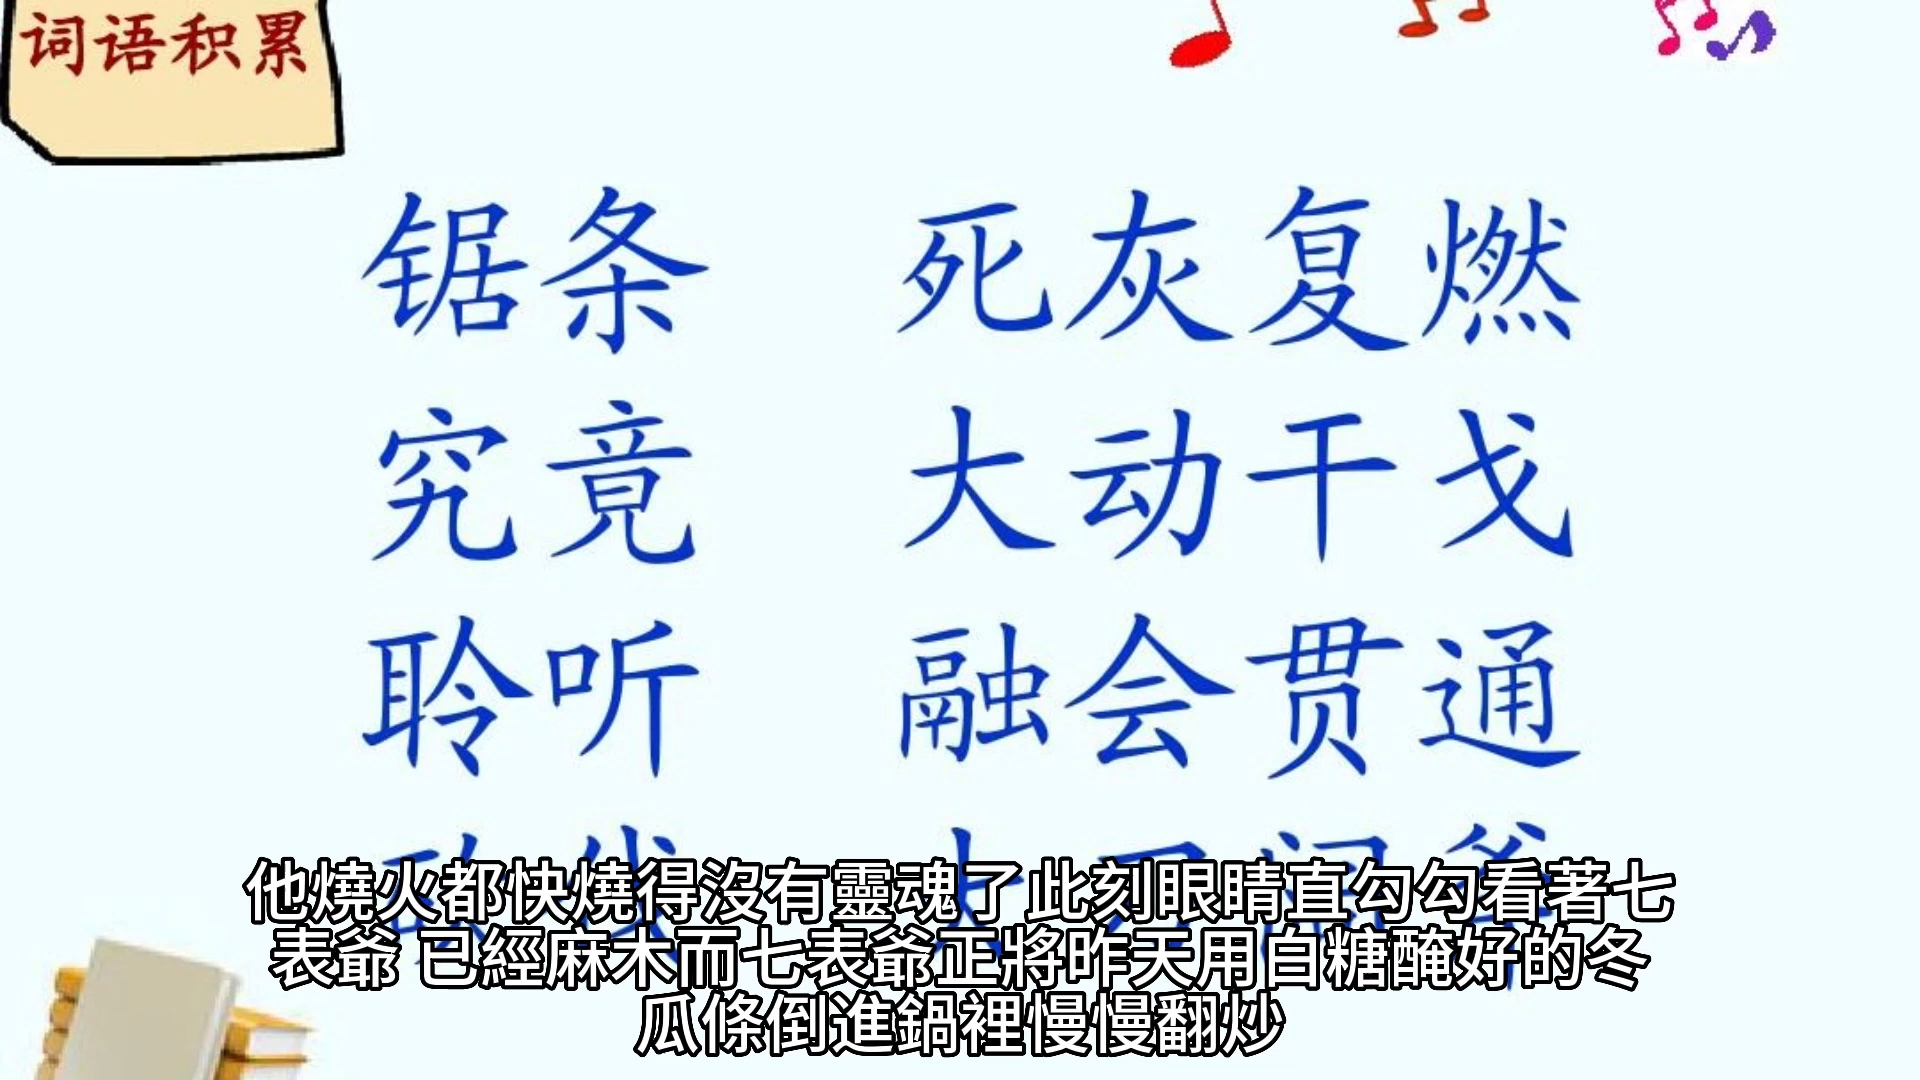 词语积累
锯条 死灰复燃
究竟 大动干戈
聆听 融会贯通
他燒火都快燒得沒有靈魂了此刻眼睛直勾勾看著七
表爺 已經麻木而七表爺正將昨天用白糖醃好的冬
瓜條倒進鍋裡慢慢翻炒